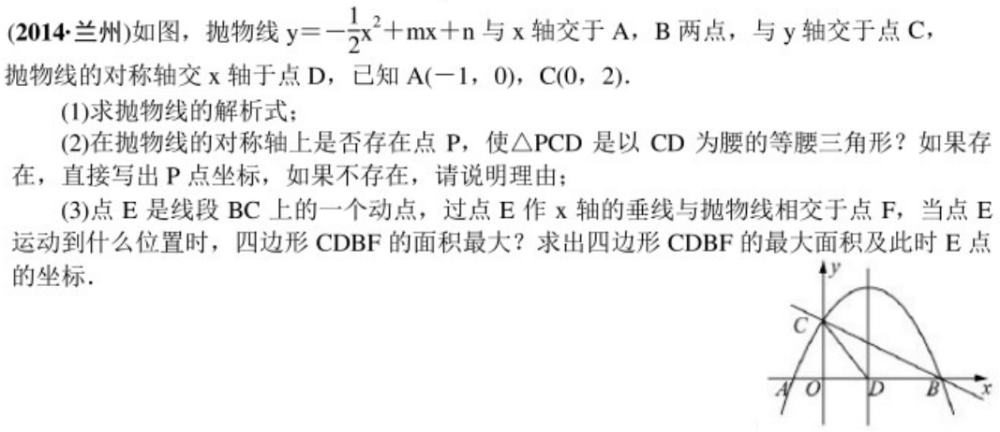 (2014·兰州)如图，抛物线 y=−\frac{1}{2}x²+mx+n 与 x 轴交于 A，B 两点，与 y 轴交于点 C，
抛物线的对称轴交 x 轴于点 D，已知 A(−1，0)，C(0，2)．
(1)求抛物线的解析式；
(2)在抛物线的对称轴上是否存在点 P，使△PCD 是以 CD 为腰的等腰三角形？如果存
在，直接写出 P 点坐标，如果不存在，请说明理由；
(3)点 E 是线段 BC 上的一个动点，过点 E 作 x 轴的垂线与抛物线相交于点 F，当点 E
运动到什么位置时，四边形 CDBF 的面积最大？求出四边形 CDBF 的最大面积及此时 E 点
的坐标．
y
C
A O D B x